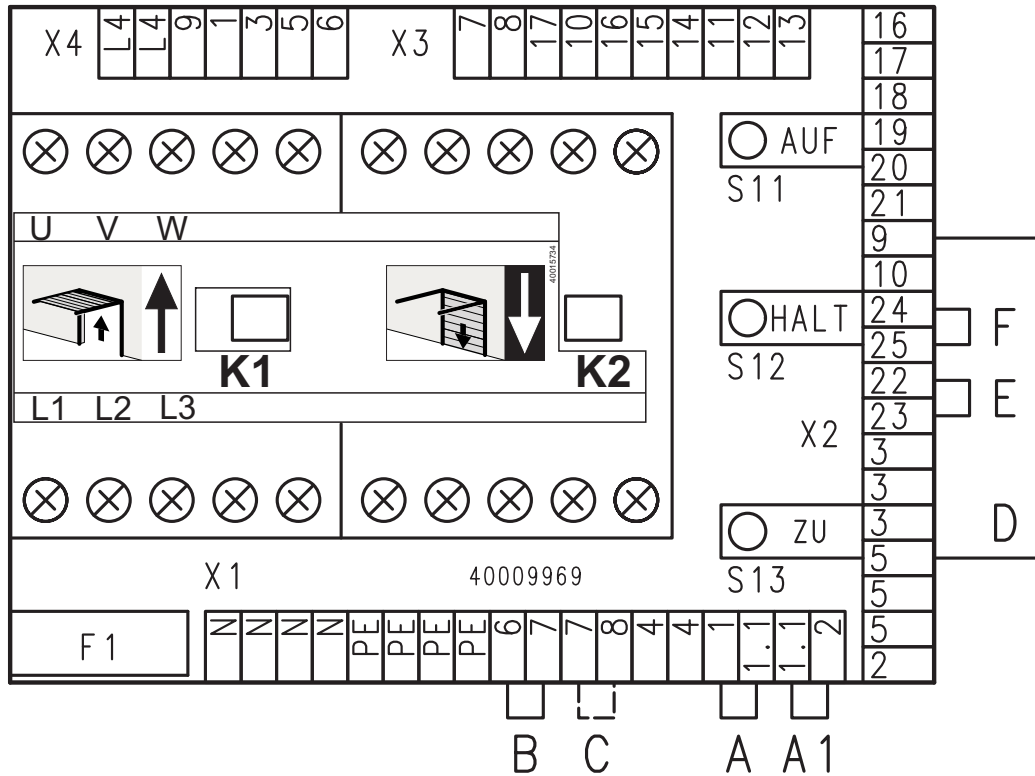 X4
L4
L4
9
1
3
5
6
X3
7
8
17
10
16
15
14
11
12
13
16
17
18
19
20
21
9
10
24
25
22
23
3
3
3
5
5
5
2
AUF
S11
U V W
40015734
HALT
S12
F
K1
K2
E
L1 L2 L3
X2
ZU
D
S13
X1
40009969
F1
N
N
N
N
PE
PE
PE
PE
6
7
7
8
4
4
1
1.1
1.1
2
B C A A1